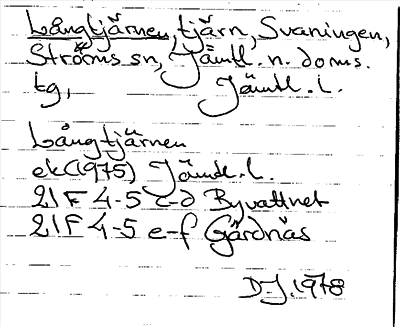 Långtjärnen, tjärn, Svaningen,
Ströms sn, Jämtl. n. doms.
tg, Jämtl. l.
Långtjärnen
ek(1975) Jämtl. l.
21F 4-5 c-d Byvattnet
21F 4-5 e-f Gärdnäs
D-J. 1978